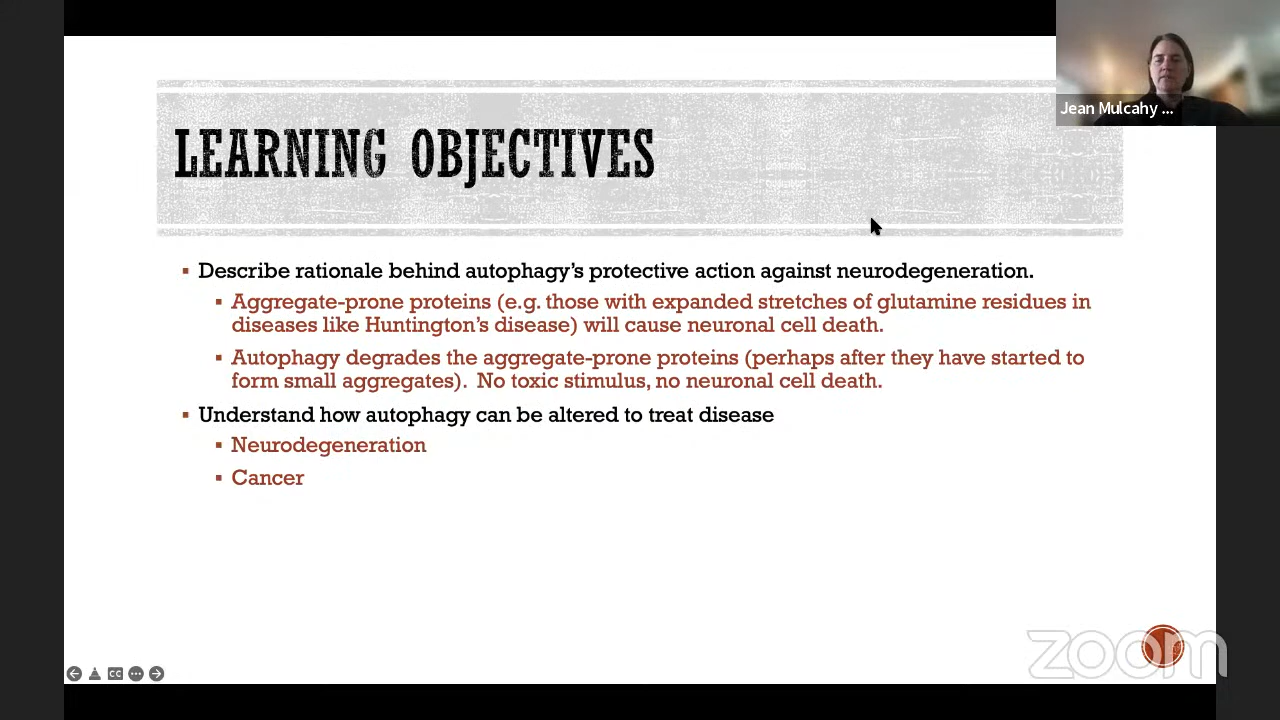 Jean Mulcahy ...
LEARNING OBJECTIVES
Describe rationale behind autophagy's protective action against neurodegeneration.
Aggregate-prone proteins (e.g. those with expanded stretches of glutamine residues in
diseases like Huntington's disease) will cause neuronal cell death.
Autophagy degrades the aggregate-prone proteins (perhaps after they have started to
form small aggregates). No toxic stimulus, no neuronal cell death.
Understand how autophagy can be altered to treat disease
Neurodegeneration
Cancer
CC
zoom